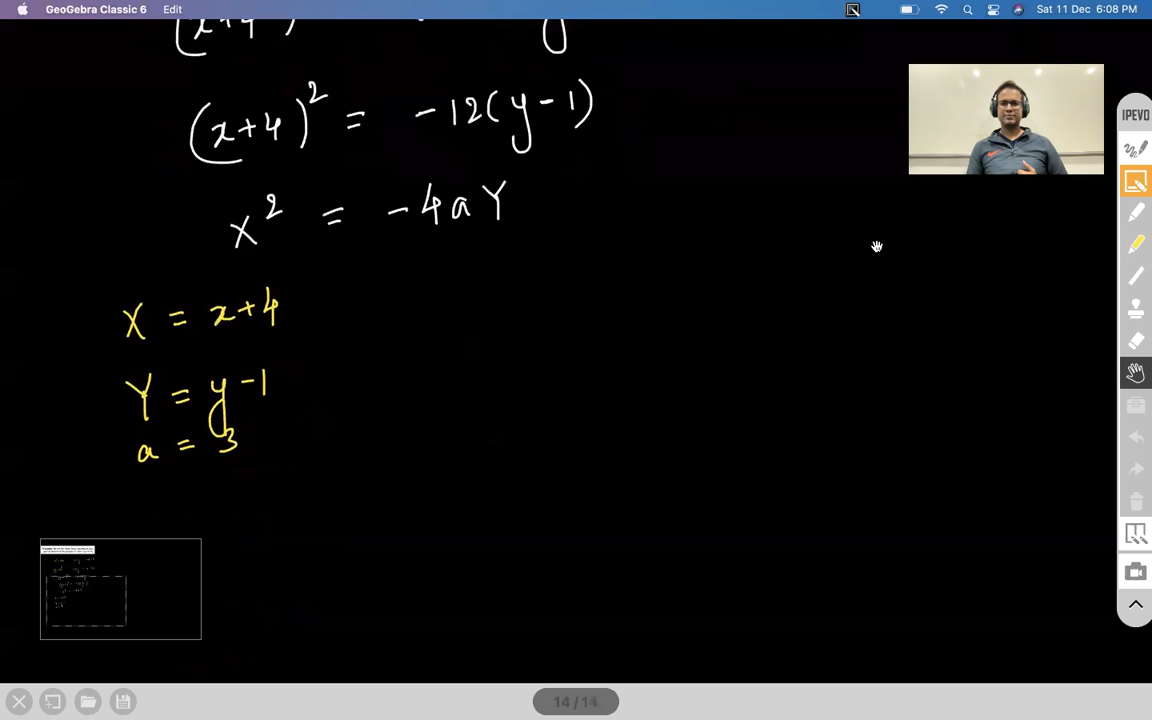 GeoGebra Classic 6 Edit Sat 11 Dec 6:08 PM
(x+4) y
(x+4)² = -12(y-1)
IPEVO
X² = -4aY
X = x+4
Y = y-1
a = 3
14 / 14